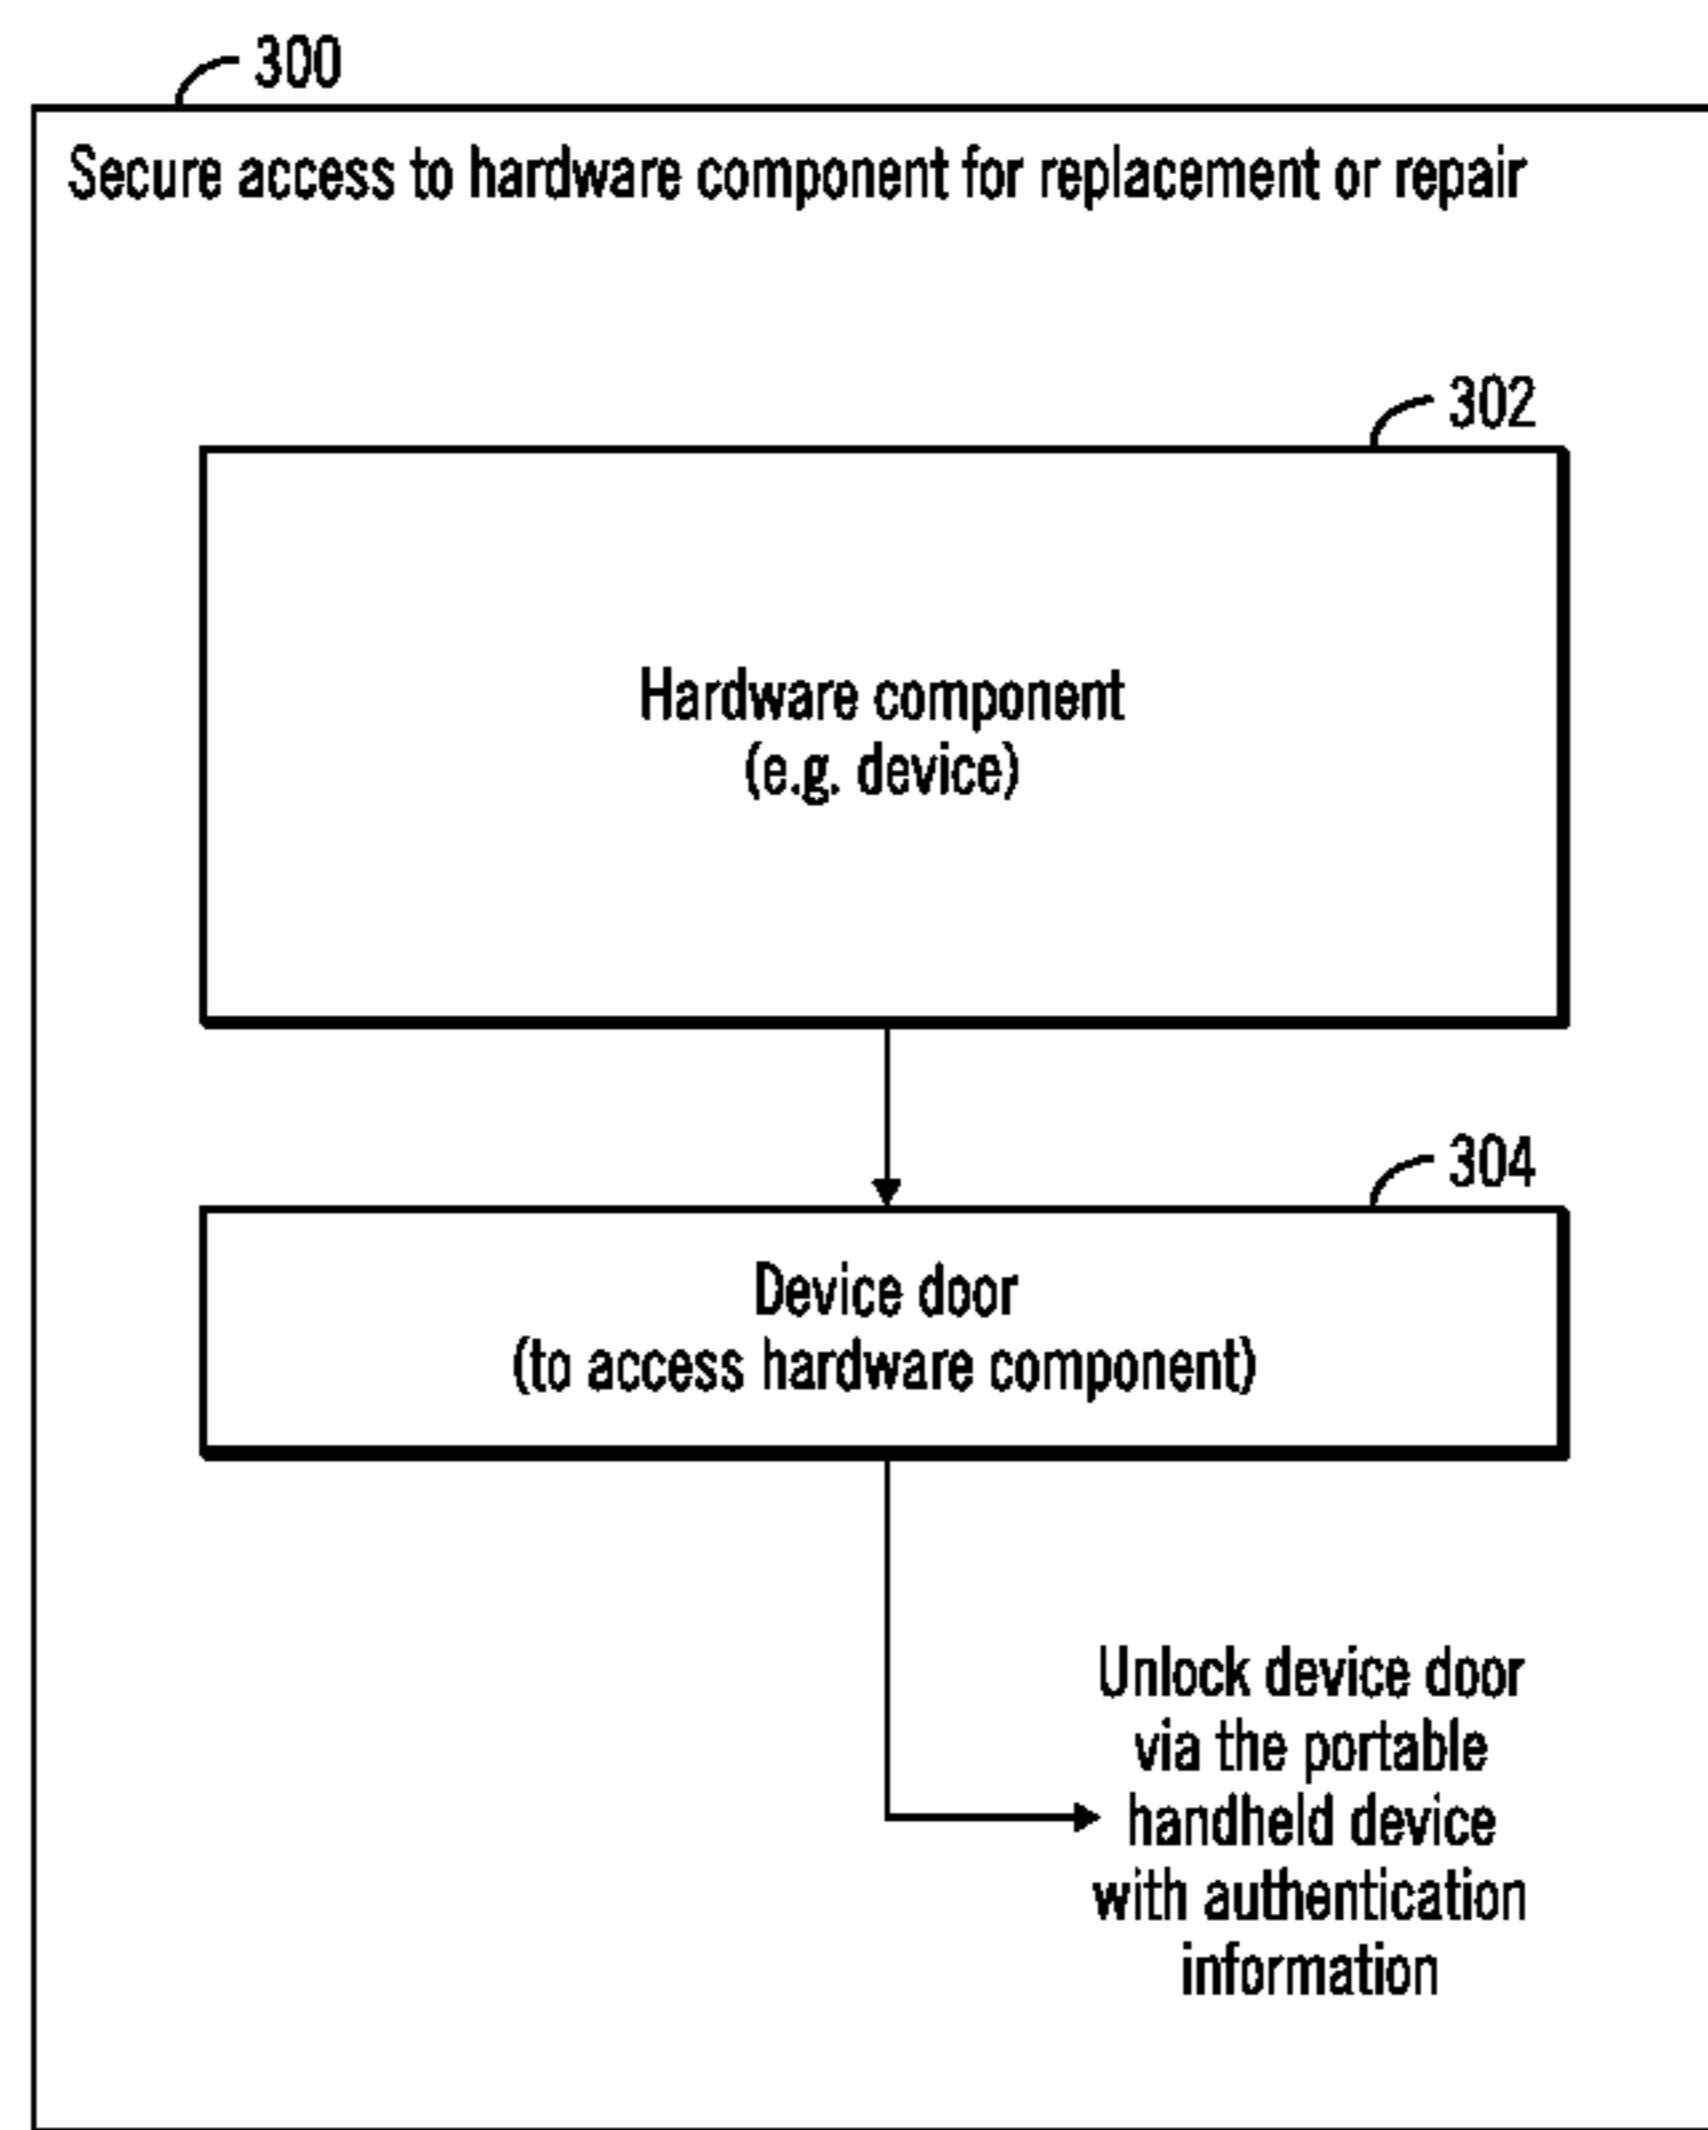 300
Secure access to hardware component for replacement or repair
302
Hardware component
(e.g. device)
304
Device door
(to access hardware component)
Unlock device door
via the portable
handheld device
with authentication
information